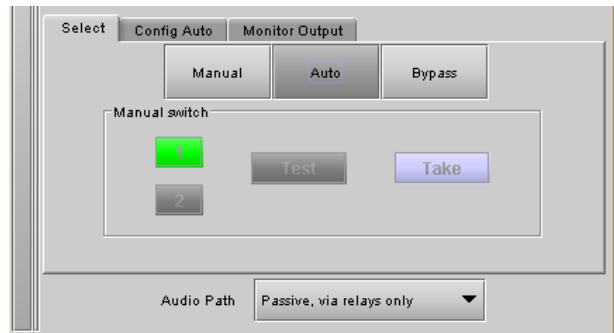 Select Config Auto Monitor Output
Manual Auto Bypass
Manual switch
1 Test Take
2
Audio Path Passive, via relays only